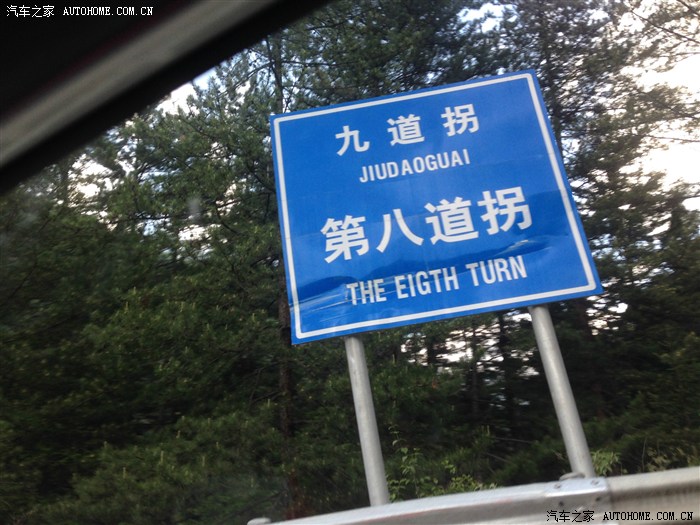 汽车之家 AUTOHOME.COM.CN
九道拐
JIUDAOGUAI
第八道拐
THE EIGTH TURN
汽车之家 AUTOHOME.COM.CN